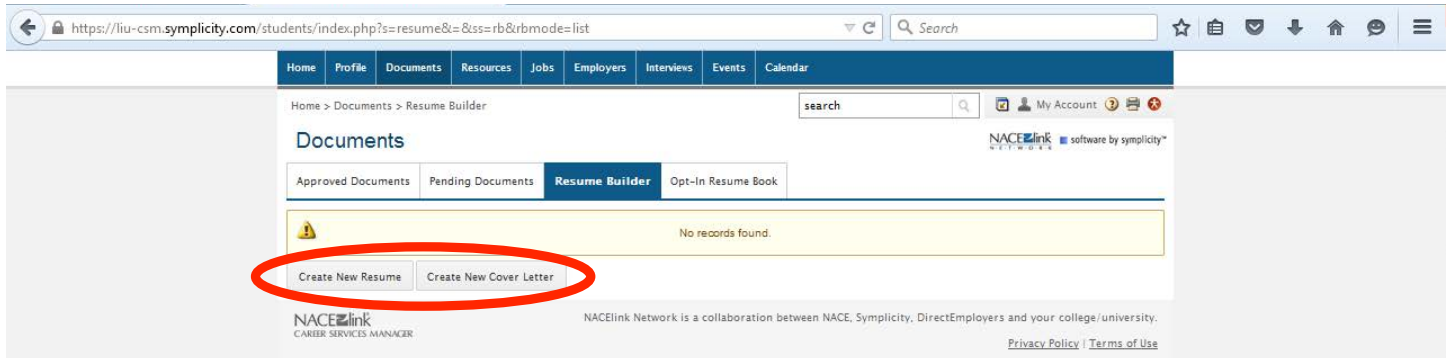 https://liu-csm.symplicity.com/students/index.php?s=resume&=&ss=rb&rbmode=list
Search
Home Profile Documents Resources Jobs Employers Interviews Events Calendar
Home > Documents > Resume Builder
search
My Account
Documents
NACElink NETWORK software by symplicity™
Approved Documents Pending Documents Resume Builder Opt-In Resume Book
No records found.
Create New Resume Create New Cover Letter
NACElink
CAREER SERVICES MANAGER
NACElink Network is a collaboration between NACE, Symplicity, DirectEmployers and your college/university.
Privacy Policy | Terms of Use